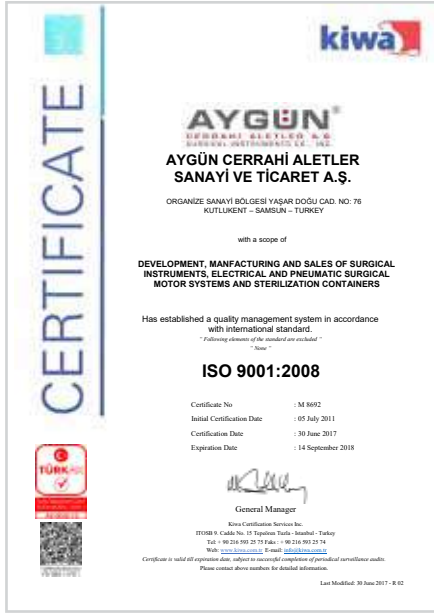 kiwa
CERTIFICATE
AYGÜN®
CERRAHİ ALETLER A.Ş.
SURGICAL INSTRUMENTS CO., INC.
AYGÜN CERRAHİ ALETLER
SANAYİ VE TİCARET A.Ş.
ORGANİZE SANAYİ BÖLGESİ YAŞAR DOĞU CAD. NO: 76
KUTLUKENT – SAMSUN – TURKEY
with a scope of
DEVELOPMENT, MANFACTURING AND SALES OF SURGICAL
INSTRUMENTS, ELECTRICAL AND PNEUMATIC SURGICAL
MOTOR SYSTEMS AND STERILIZATION CONTAINERS
Has established a quality management system in accordance
with international standard.
" Following elements of the standard are excluded "
" None "
ISO 9001:2008
Certificate No : M 8692
Initial Certification Date : 05 July 2011
Certification Date : 30 June 2017
Expiration Date : 14 September 2018
General Manager
Kiwa Certification Services Inc.
ITOSB 9. Cadde No. 15 Tepeören Tuzla - Istanbul - Turkey
Tel: + 90 216 593 25 75 Faks : + 90 216 593 25 74
Web: www.kiwa.com.tr E-mail: info@kiwa.com.tr
Certificate is valid till expiration date, subject to successful completion of periodical surveillance audits.
Please contact above numbers for detailed information.
Last Modified: 30 June 2017 - R 02
TÜRKAK